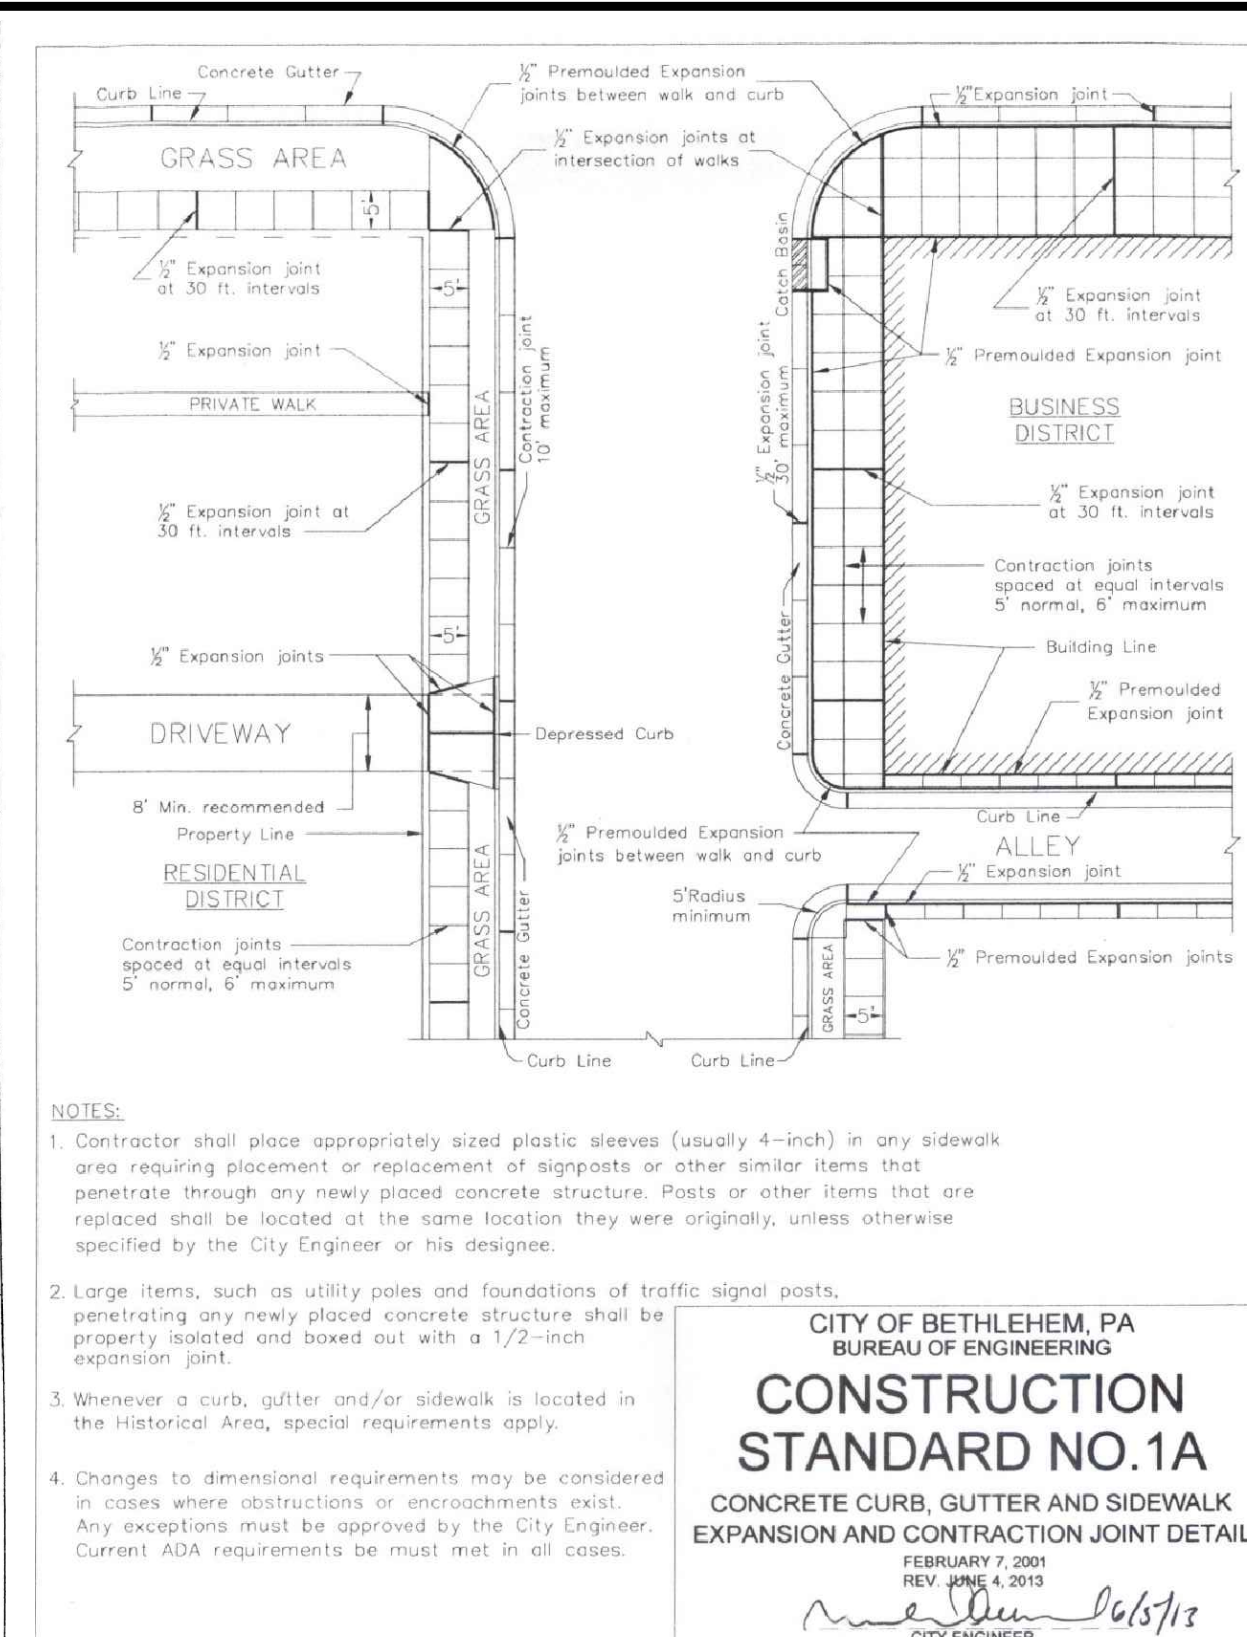 Concrete Gutter
Curb Line
½" Premoulded Expansion
joints between walk and curb
½" Expansion joint
½" Expansion joints at
intersection of walks
GRASS AREA
5'
½" Expansion joint
at 30 ft. intervals
5'
½" Expansion joint
PRIVATE WALK
GRASS AREA
Contraction joint
10' maximum
½" Expansion joint at
30 ft. intervals
5'
½" Expansion joints
DRIVEWAY
Depressed Curb
8' Min. recommended
Property Line
RESIDENTIAL
DISTRICT
GRASS AREA
Concrete Gutter
Contraction joints
spaced at equal intervals
5' normal, 6' maximum
Curb Line
Catch Basin
½" Expansion joint
30' maximum
½" Expansion joint
at 30 ft. intervals
½" Premoulded Expansion joint
BUSINESS
DISTRICT
½" Expansion joint
at 30 ft. intervals
Contraction joints
spaced at equal intervals
5' normal, 6' maximum
Concrete Gutter
Building Line
½" Premoulded
Expansion joint
Curb Line
½" Premoulded Expansion
joints between walk and curb
ALLEY
½" Expansion joint
5'Radius
minimum
½" Premoulded Expansion joints
GRASS AREA
5'
Curb Line
NOTES:
1. Contractor shall place appropriately sized plastic sleeves (usually 4-inch) in any sidewalk
area requiring placement or replacement of signposts or other similar items that
penetrate through any newly placed concrete structure. Posts or other items that are
replaced shall be located at the same location they were originally, unless otherwise
specified by the City Engineer or his designee.
2. Large items, such as utility poles and foundations of traffic signal posts,
penetrating any newly placed concrete structure shall be
property isolated and boxed out with a 1/2-inch
expansion joint.
3. Whenever a curb, gutter and/or sidewalk is located in
the Historical Area, special requirements apply.
4. Changes to dimensional requirements may be considered
in cases where obstructions or encroachments exist.
Any exceptions must be approved by the City Engineer.
Current ADA requirements be must met in all cases.
CITY OF BETHLEHEM, PA
BUREAU OF ENGINEERING
CONSTRUCTION
STANDARD NO.1A
CONCRETE CURB, GUTTER AND SIDEWALK
EXPANSION AND CONTRACTION JOINT DETAIL
FEBRUARY 7, 2001
REV. JUNE 4, 2013
6/5/13
CITY ENGINEER